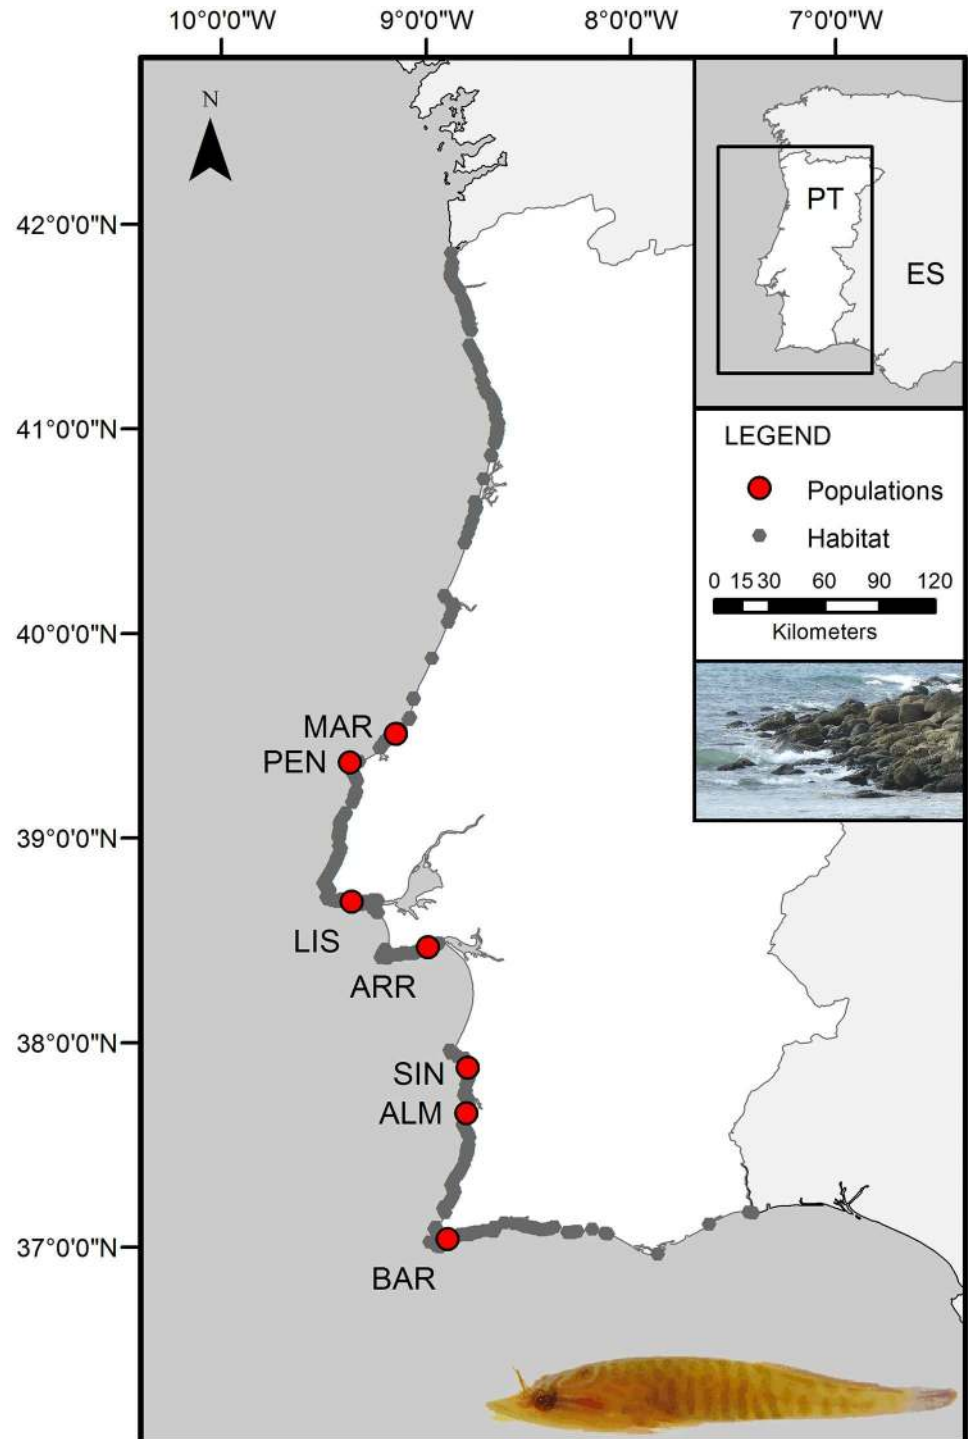 10°0'0"W 9°0'0"W 8°0'0"W 7°0'0"W
N
42°0'0"N
41°0'0"N
40°0'0"N
39°0'0"N
38°0'0"N
37°0'0"N
MAR
PEN
LIS
ARR
SIN
ALM
BAR
PT
ES
LEGEND
Populations
Habitat
0 15 30 60 90 120
Kilometers